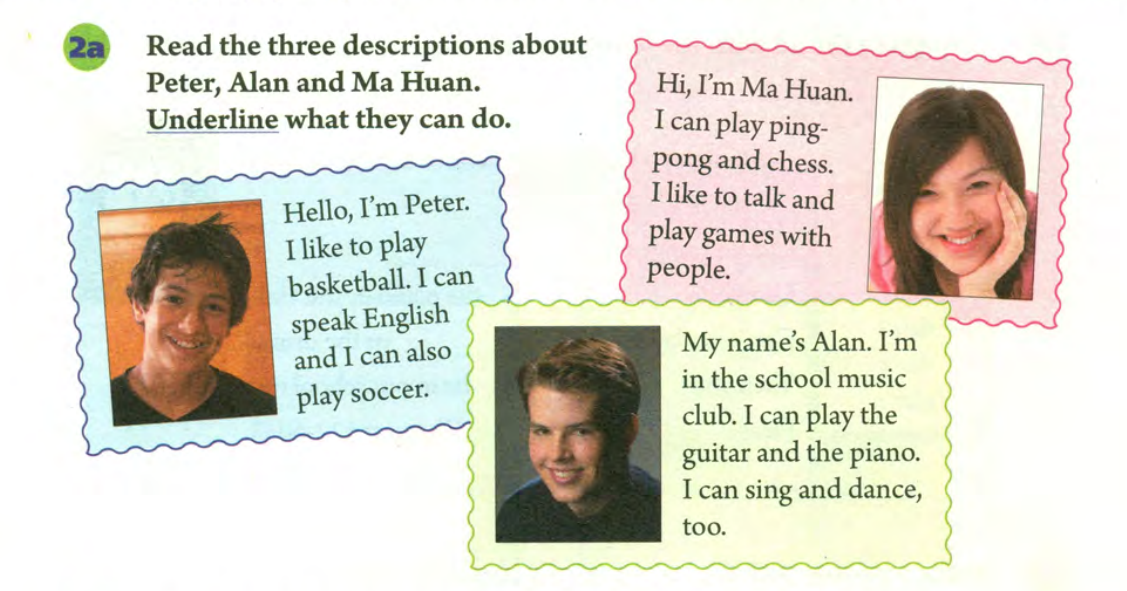 2a
Read the three descriptions about
Peter, Alan and Ma Huan.
Underline what they can do.
Hi, I'm Ma Huan.
I can play ping-
pong and chess.
I like to talk and
play games with
people.
Hello, I'm Peter.
I like to play
basketball. I can
speak English
and I can also
play soccer.
My name's Alan. I'm
in the school music
club. I can play the
guitar and the piano.
I can sing and dance,
too.